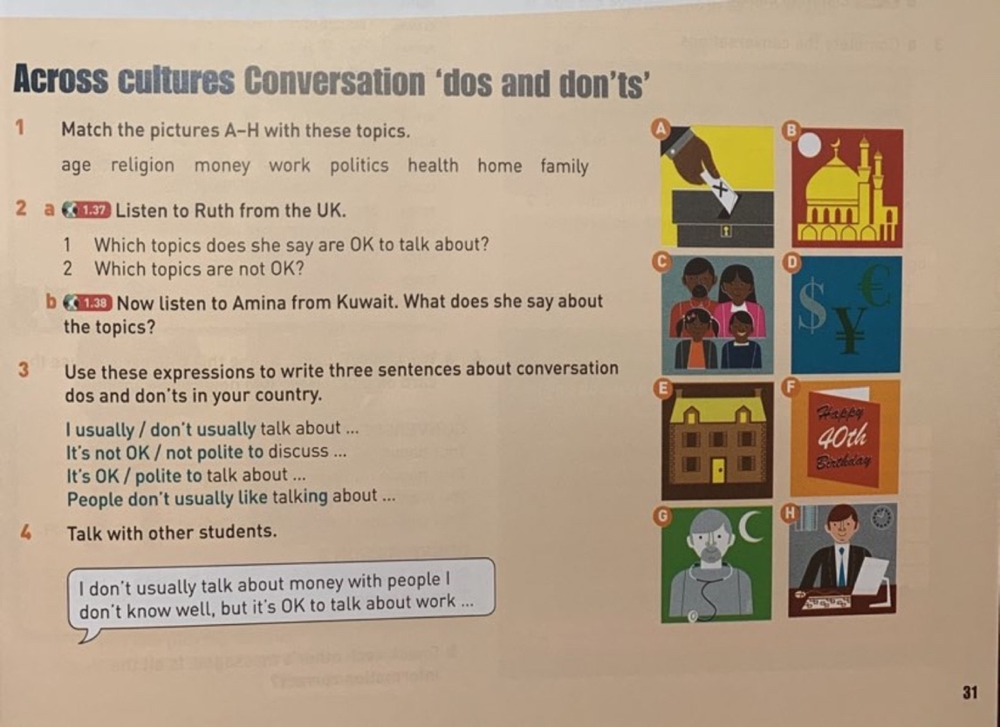 Across cultures Conversation ‘dos and don’ts’
1 Match the pictures A–H with these topics.
age religion money work politics health home family
2 a 1.37 Listen to Ruth from the UK.
1 Which topics does she say are OK to talk about?
2 Which topics are not OK?
b 1.38 Now listen to Amina from Kuwait. What does she say about
the topics?
3 Use these expressions to write three sentences about conversation
dos and don’ts in your country.
I usually / don’t usually talk about ...
It’s not OK / not polite to discuss ...
It’s OK / polite to talk about ...
People don’t usually like talking about ...
4 Talk with other students.
I don’t usually talk about money with people I
don’t know well, but it’s OK to talk about work ...
A
X
B
C
D
$ € ¥
E
F
Happy
40th
Birthday
G
H
31